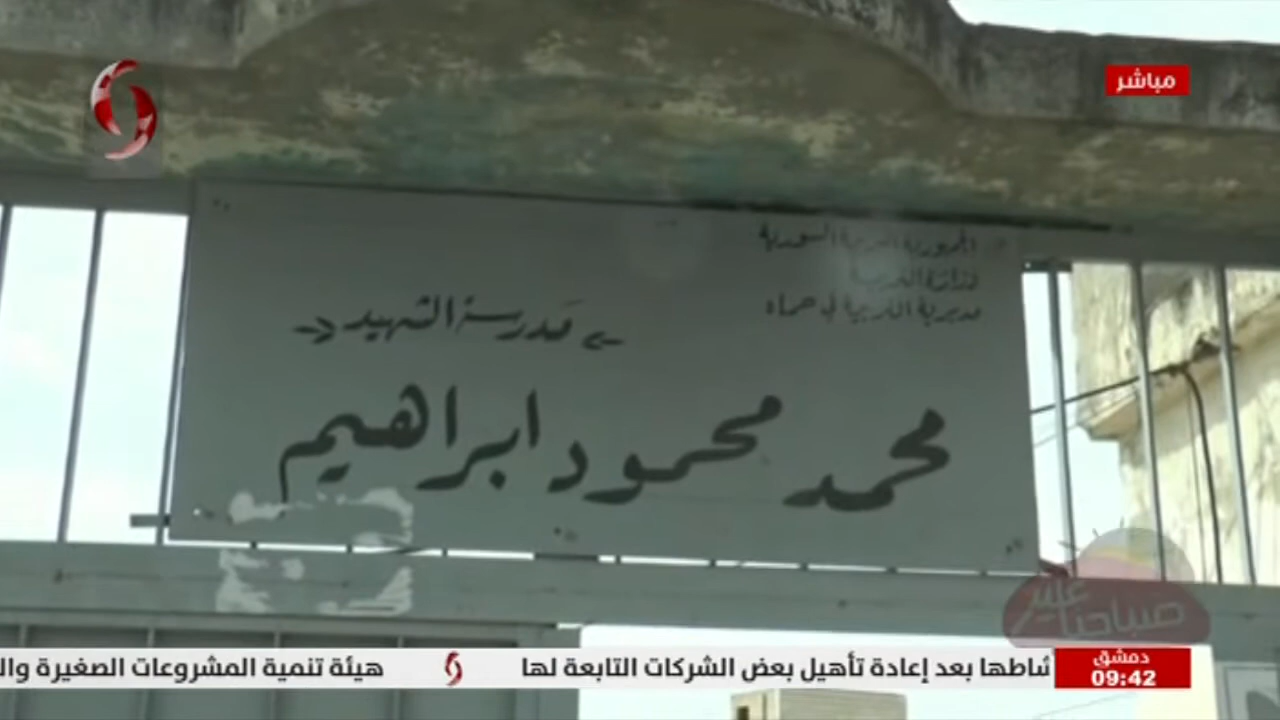 مباشر
الجمهورية العربية السورية
وزارة التربية
مديرية التربية في حماه
مدرسة الشهيد
محمد محمود ابراهيم
صباحنا غير
دمشق
09:42
شاطها بعد إعادة تأهيل بعض الشركات التابعة لها
هيئة تنمية المشروعات الصغيرة وال